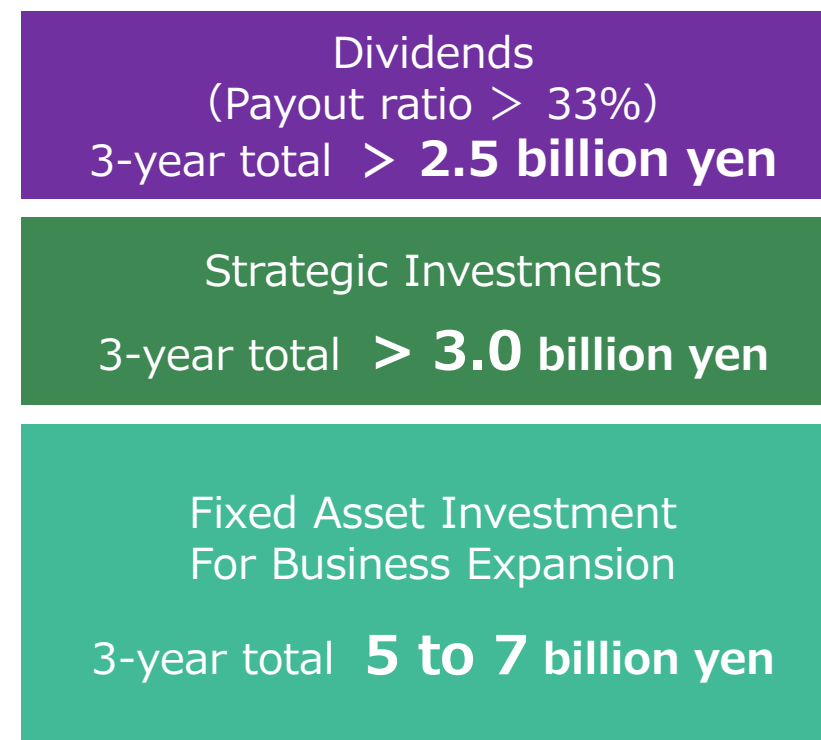 Dividends
（Payout ratio ＞ 33%）
3-year total ＞ 2.5 billion yen
Strategic Investments
3-year total ＞ 3.0 billion yen
Fixed Asset Investment
For Business Expansion
3-year total 5 to 7 billion yen